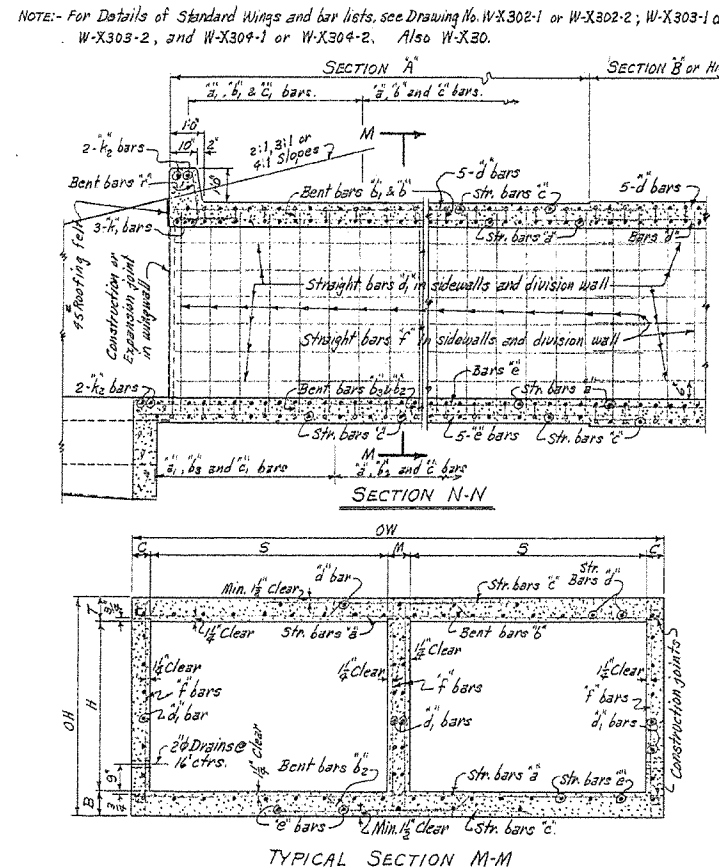 NOTE:- For Details of Standard Wings and bar lists, see Drawing No. W-X302-1 or W-X302-2; W-X303-1 o
W-X303-2, and W-X304-1 or W-X304-2. Also W-X30.
SECTION "A"
SECTION "B" or
"a", "b₁" & "c₁" bars.
"a", "b" and "c" bars.
1'-0"
10"
2"
M
2-"k₂" bars
2:1, 3:1 or
4:1 Slopes
Bent bars "r"
Bent bars "b₁" & "b"
5-"d" bars
Str. bars "c"
5-"d" bars
3-"k₁" bars
Str. bars "a"
Bars "d"
45# Roofing felt
Construction or
Expansion joint
in wingwall
Straight bars "d₁" in sidewalls and division wall
Straight bars "f" in sidewalls and division wall
Bars "e"
2-"k₂" bars
Bent bars "b₃" & "b₂"
Str. bars "a"
6"
Str. bars "c"
5-"e" bars
Str. bars "c"
M
"a₁", "b₃" and "c₁" bars
"a", "b₂" and "c" bars
SECTION N-N
OW
C
S
M
S
C
"d" bar
Min. 1½" Clear
Str. bars "c"
Str.
Bars "d"
T
1¼" Clear
Str. bars "a"
Bent bars "b"
1¼" Clear
1¼" Clear
1¼" Clear
"f" bars
"f" bars
"f" bars
OH
H
"d₁" bar
"d₁" bars
"d₁" bars
Construction joints
2"ϕ Drains @
16' ctrs.
9"
1¼" Clear
Bent bars "b₂"
Str. bars "a"
Str. bars "e"
B
"e" bars
Min. 1½" Clear
Str. bars "c"
TYPICAL SECTION M-M